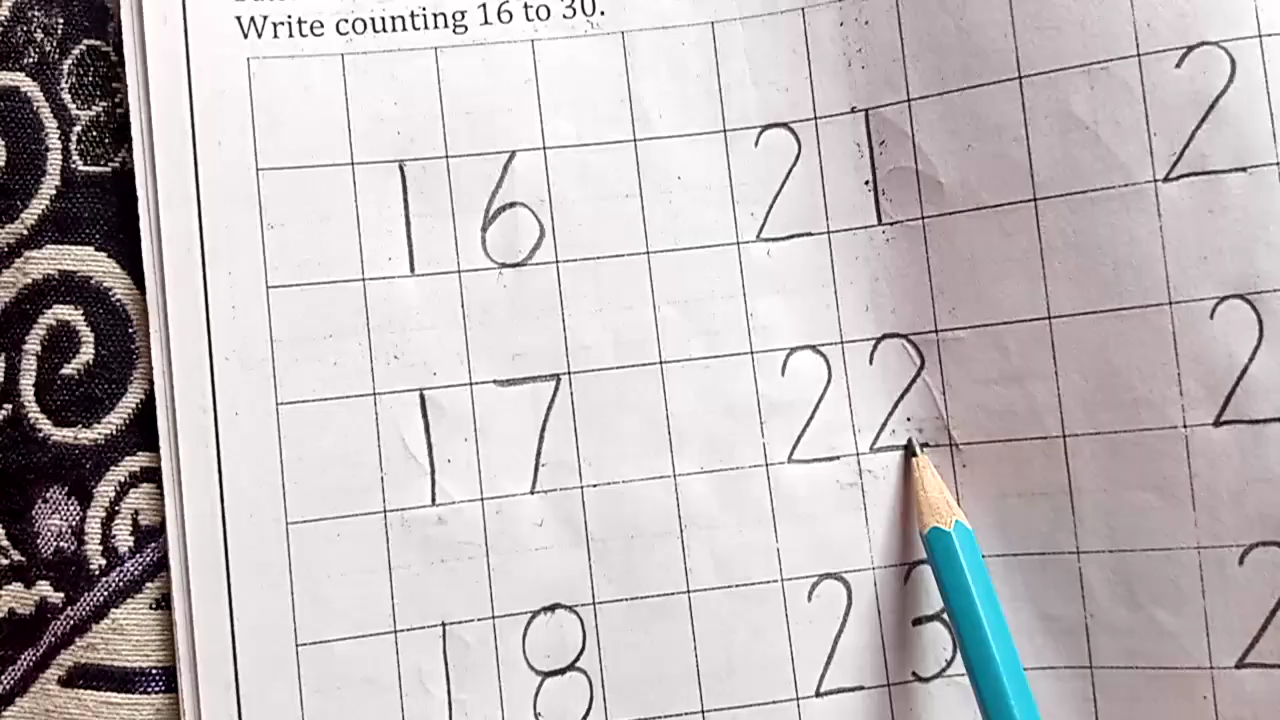 Write counting 16 to 30.
16 21 2
17 22 2
18 23 2